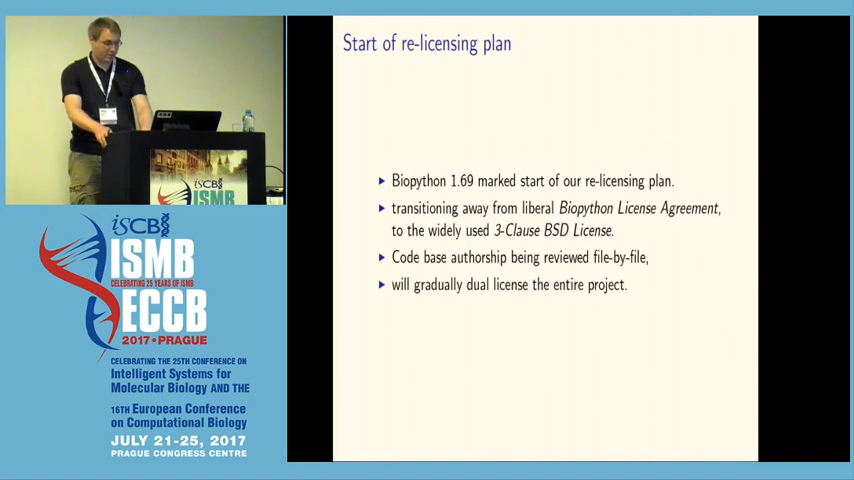 Start of re-licensing plan
Biopython 1.69 marked start of our re-licensing plan.
transitioning away from liberal Biopython License Agreement,
to the widely used 3-Clause BSD License.
Code base authorship being reviewed file-by-file,
will gradually dual license the entire project.
iSCB
ISMB
iSCB
ISMB
CELEBRATING 25 YEARS OF ISMB
ECCB
2017 • PRAGUE
CELEBRATING THE 25TH CONFERENCE ON
Intelligent Systems for
Molecular Biology AND THE
16TH European Conference
on Computational Biology
JULY 21-25, 2017
PRAGUE CONGRESS CENTRE